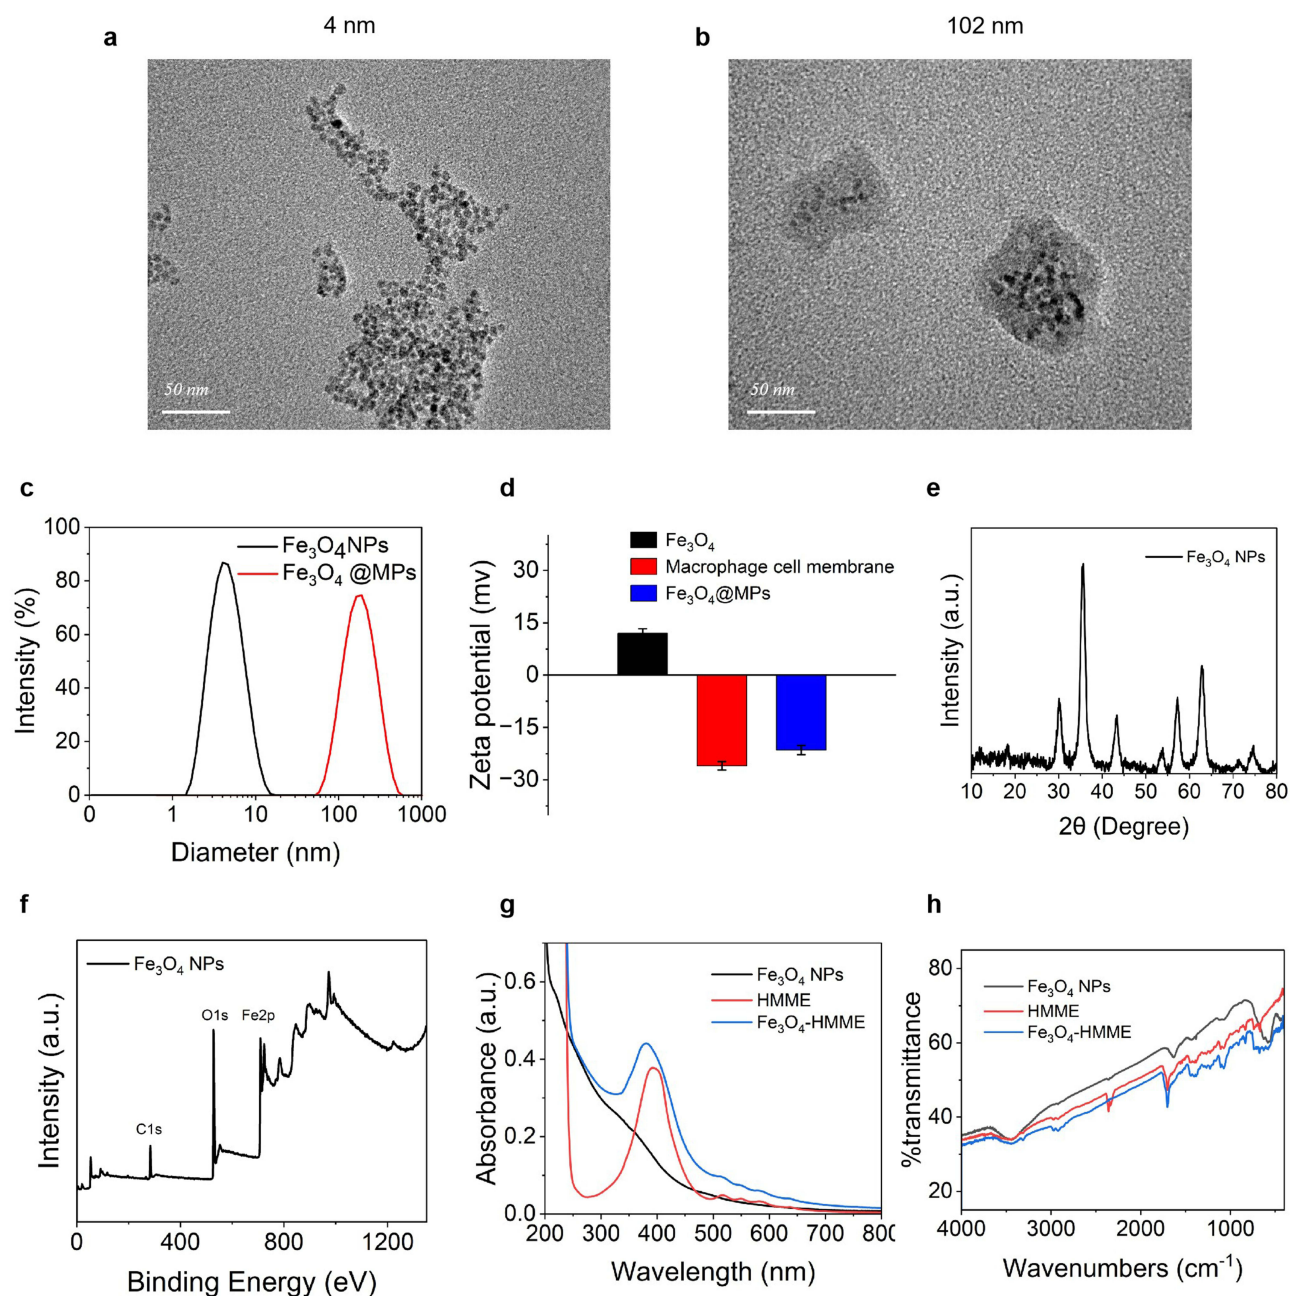 a
4 nm
b
102 nm
50 nm
50 nm
c
Intensity (%)
100
80
60
40
20
0
0
1
10
100
1000
Diameter (nm)
Fe₃O₄NPs
Fe₃O₄ @MPs
d
Zeta potential (mv)
30
15
0
−15
−30
Fe₃O₄
Macrophage cell membrane
Fe₃O₄@MPs
e
Intensity (a.u.)
Fe₃O₄ NPs
10 20 30 40 50 60 70 80
2θ (Degree)
f
Intensity (a.u.)
Fe₃O₄ NPs
O1s
Fe2p
C1s
0 400 800 1200
Binding Energy (eV)
g
Absorbance (a.u.)
0.6
0.4
0.2
0.0
Fe₃O₄ NPs
HMME
Fe₃O₄-HMME
200 300 400 500 600 700 800
Wavelength (nm)
h
%transmittance
80
60
40
20
Fe₃O₄ NPs
HMME
Fe₃O₄-HMME
4000 3000 2000 1000
Wavenumbers (cm⁻¹)